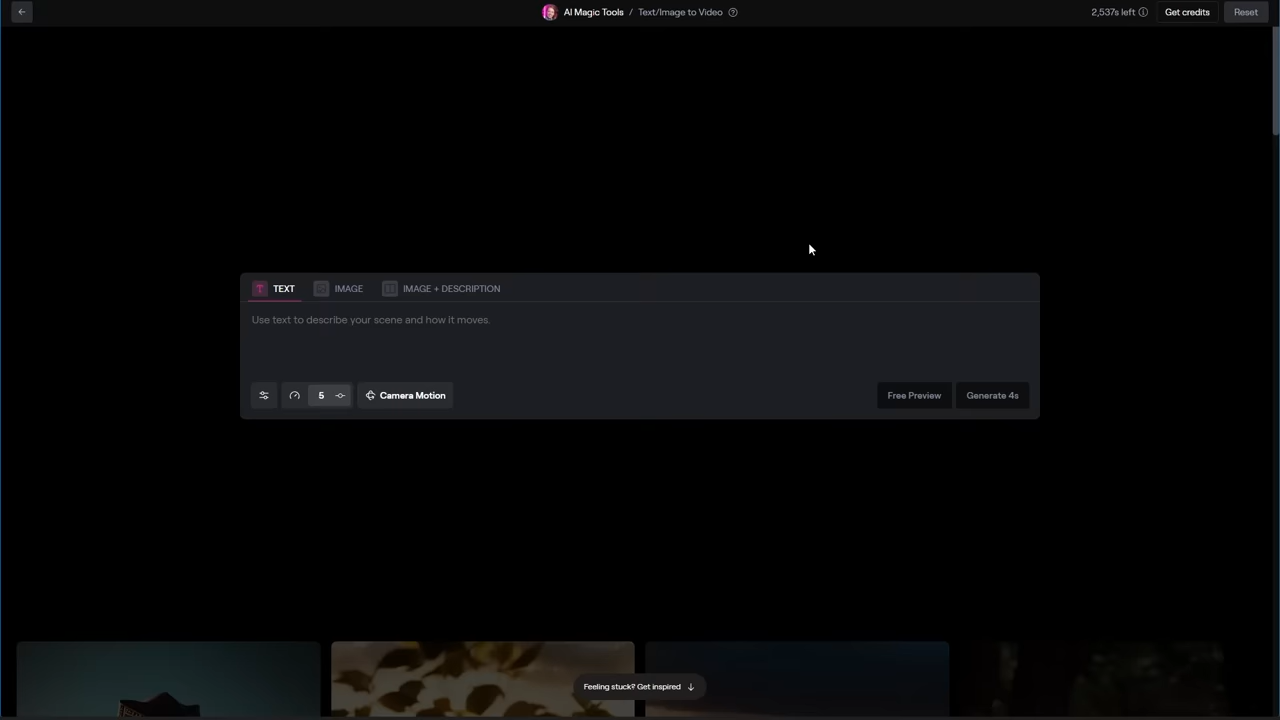 AI Magic Tools / Text/Image to Video
2,537s left
Get credits
Reset
TEXT
IMAGE
IMAGE + DESCRIPTION
Use text to describe your scene and how it moves.
5
Camera Motion
Free Preview
Generate 4s
Feeling stuck? Get inspired ↓